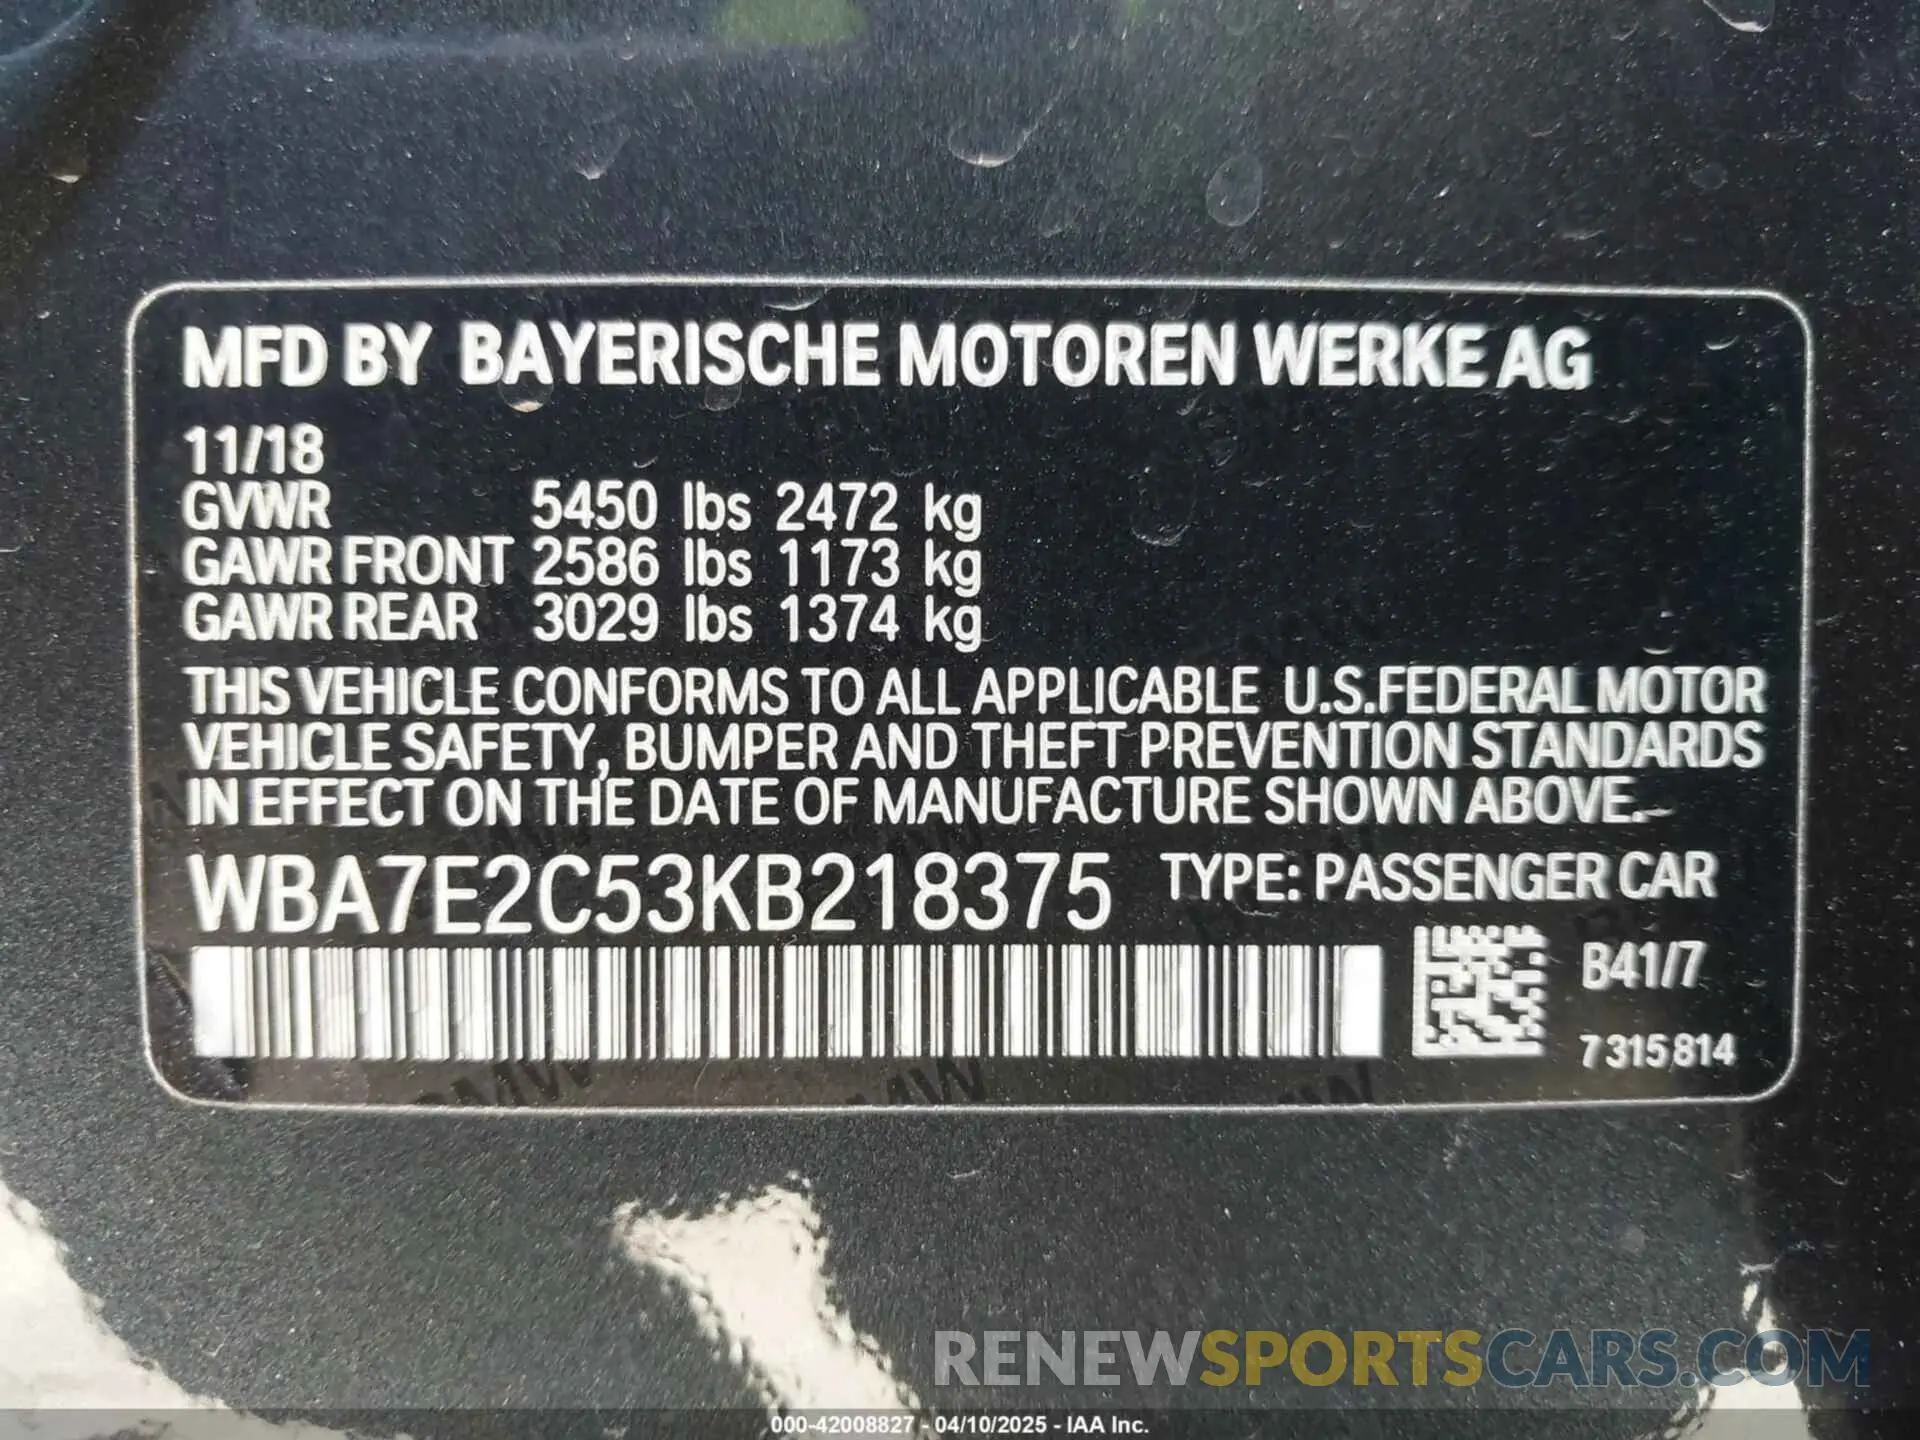 MFD BY BAYERISCHE MOTOREN WERKE AG
11/18
GVWR 5450 lbs 2472 kg
GAWR FRONT 2586 lbs 1173 kg
GAWR REAR 3029 lbs 1374 kg
THIS VEHICLE CONFORMS TO ALL APPLICABLE U.S.FEDERAL MOTOR
VEHICLE SAFETY, BUMPER AND THEFT PREVENTION STANDARDS
IN EFFECT ON THE DATE OF MANUFACTURE SHOWN ABOVE.
WBA7E2C53KB218375 TYPE: PASSENGER CAR
B41/7
7 315 814
BMW
RENEWSPORTSCARS.COM
000-42008827 - 04/10/2025 - IAA Inc.